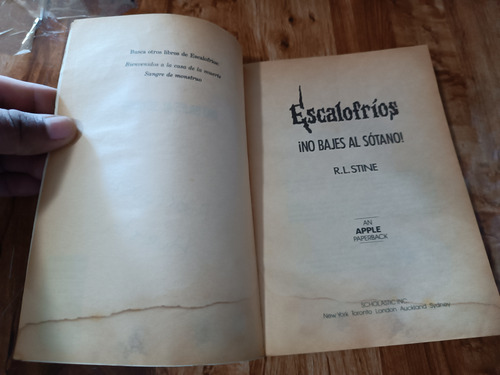 Busca otros libros de Escalofríos:
Bienvenidos a la casa de la muerte
Sangre de monstruo
Escalofríos
¡NO BAJES AL SÓTANO!
R.L. STINE
AN
APPLE
PAPERBACK
SCHOLASTIC INC.
New York Toronto London Auckland Sydney